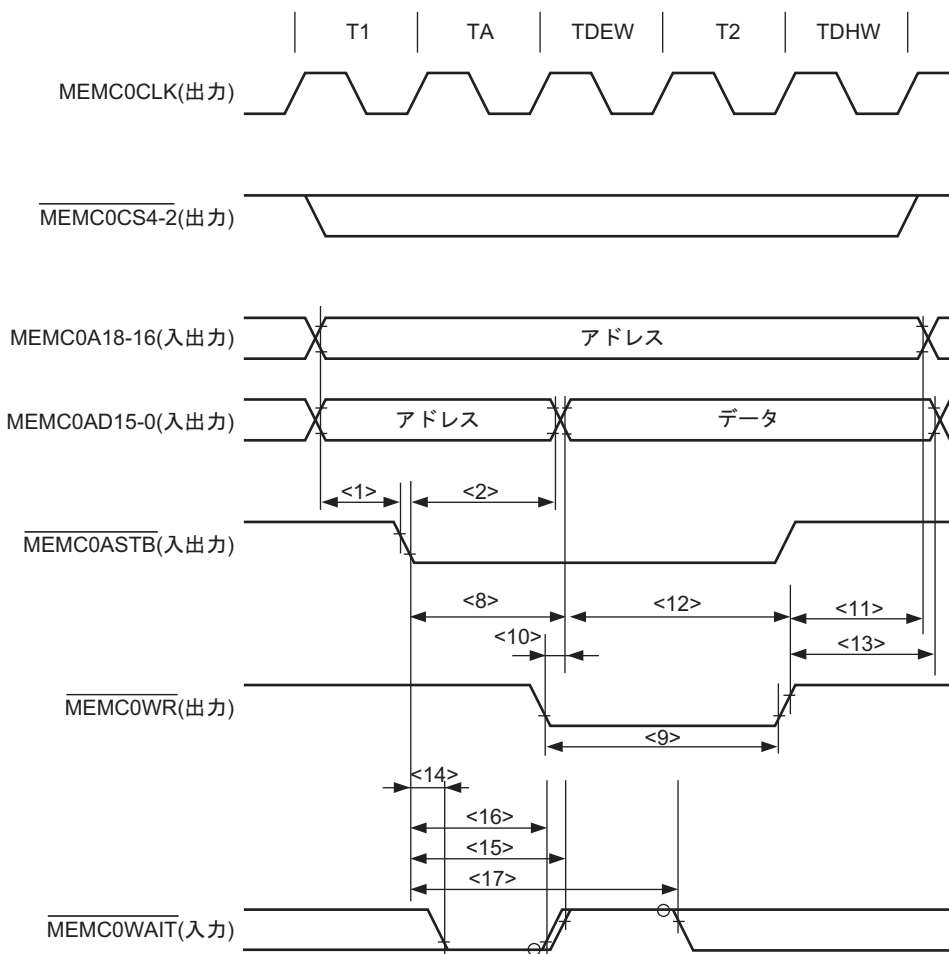 T1 TA TDEW T2 TDHW
MEMC0CLK(出力)
MEMC0CS4-2(出力)
MEMC0A18-16(入出力)
アドレス
MEMC0AD15-0(入出力)
アドレス
データ
<1>
<2>
MEMC0ASTB(入出力)
<8>
<12>
<11>
<10>
<13>
MEMC0WR(出力)
<9>
<14>
<16>
<15>
<17>
MEMC0WAIT(入力)